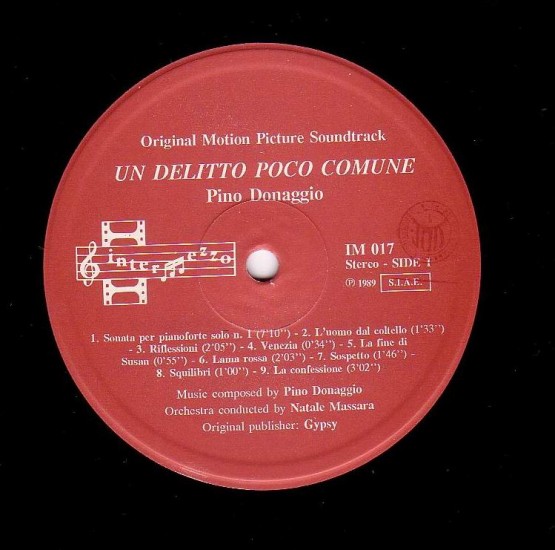 Original Motion Picture Soundtrack
UN DELITTO POCO COMUNE
Pino Donaggio
intermezzo
IM 017
Stereo - SIDE 1
℗ 1989 S.I.A.E.
1. Sonata per pianoforte solo n. 1 (7'10'') - 2. L'uomo dal coltello (1'33'')
- 3. Riflessioni (2'05'') - 4. Venezia (0'34'') - 5. La fine di
Susan (0'55'') - 6. Lama rossa (2'03'') - 7. Sospetto (1'46'') -
8. Squilibri (1'00'') - 9. La confessione (3'02'')
Music composed by Pino Donaggio
Orchestra conducted by Natale Massara
Original publisher: Gypsy